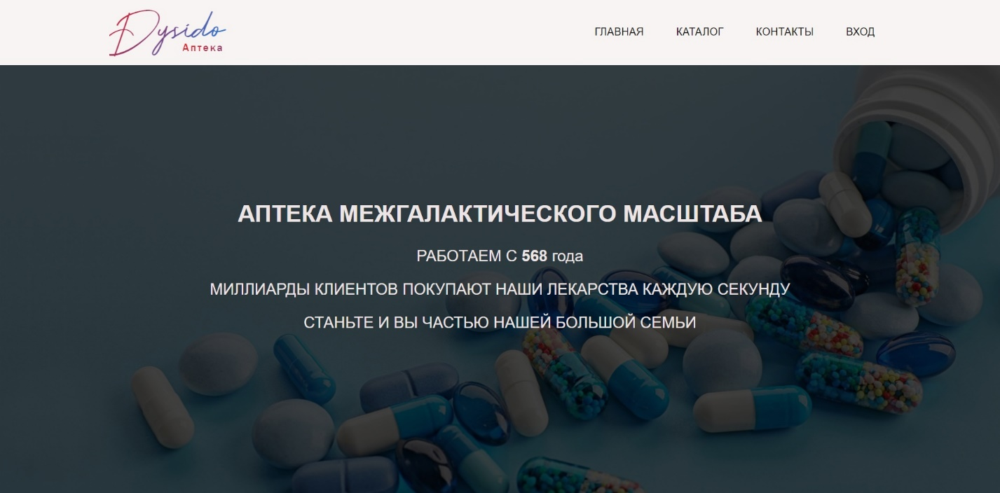 Dysido
Аптека
ГЛАВНАЯ КАТАЛОГ КОНТАКТЫ ВХОД
АПТЕКА МЕЖГАЛАКТИЧЕСКОГО МАСШТАБА
РАБОТАЕМ С 568 года
МИЛЛИАРДЫ КЛИЕНТОВ ПОКУПАЮТ НАШИ ЛЕКАРСТВА КАЖДУЮ СЕКУНДУ
СТАНЬТЕ И ВЫ ЧАСТЬЮ НАШЕЙ БОЛЬШОЙ СЕМЬИ